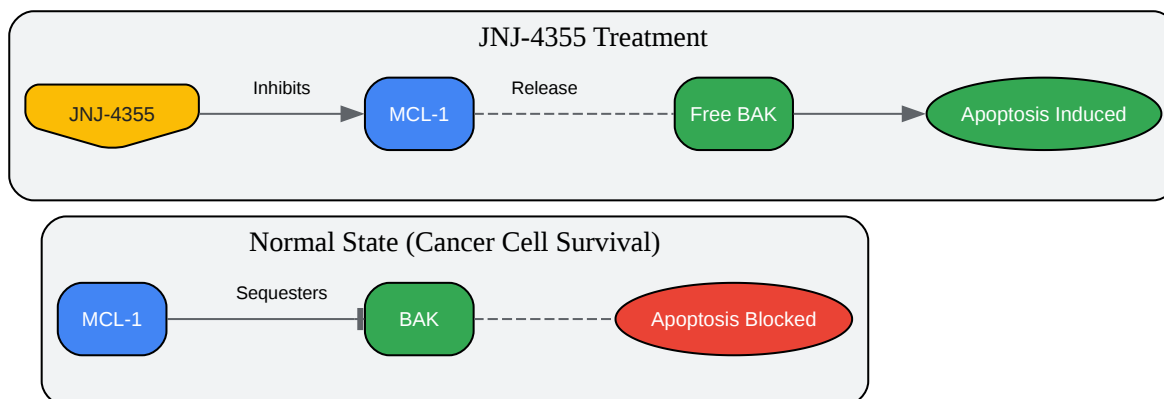 JNJ-4355 Treatment
JNJ-4355
Inhibits
MCL-1
Release
Free BAK
Apoptosis Induced
Normal State (Cancer Cell Survival)
MCL-1
Sequesters
BAK
Apoptosis Blocked